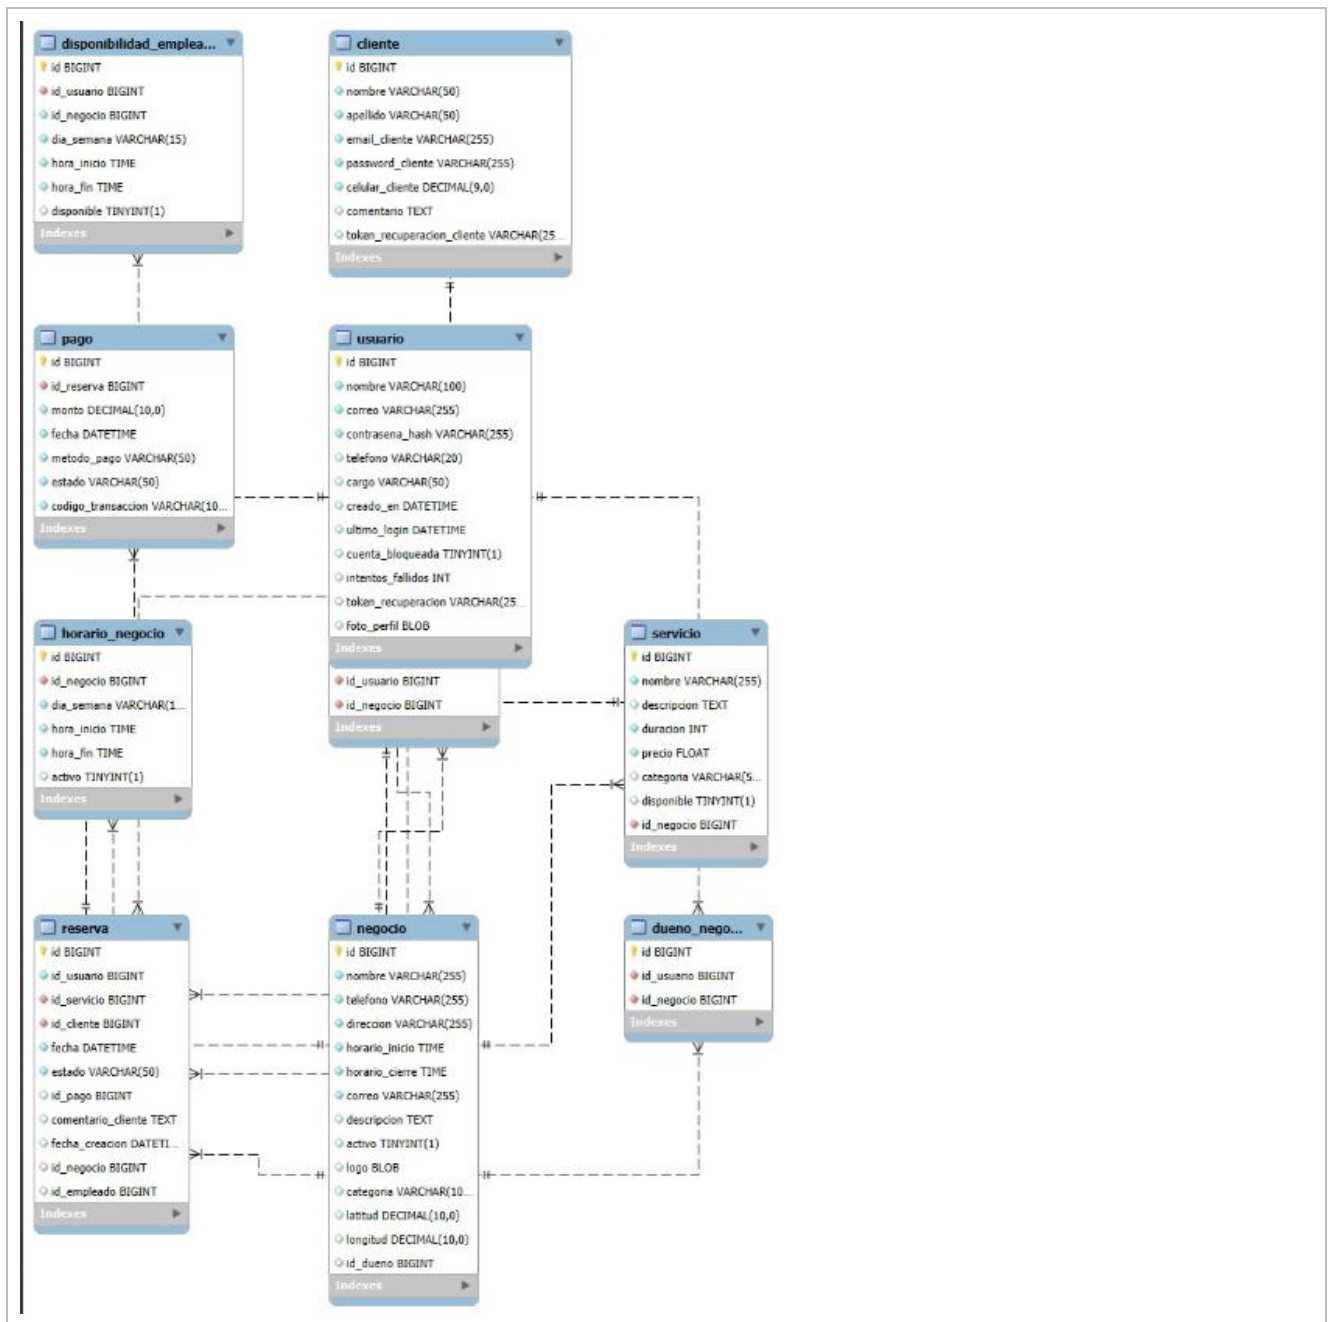 disponibilidad_emplea...
id BIGINT
id_usuario BIGINT
id_negocio BIGINT
dia_semana VARCHAR(15)
hora_inicio TIME
hora_fin TIME
disponible TINYINT(1)
Indexes
cliente
id BIGINT
nombre VARCHAR(50)
apellido VARCHAR(50)
email_cliente VARCHAR(255)
password_cliente VARCHAR(255)
celular_cliente DECIMAL(9,0)
comentario TEXT
token_recuperacion_cliente VARCHAR(25...
Indexes
pago
id BIGINT
id_reserva BIGINT
monto DECIMAL(10,0)
fecha DATETIME
metodo_pago VARCHAR(50)
estado VARCHAR(50)
codigo_transaccion VARCHAR(10...
Indexes
usuario
id BIGINT
nombre VARCHAR(100)
correo VARCHAR(255)
contrasena_hash VARCHAR(255)
telefono VARCHAR(20)
cargo VARCHAR(50)
creado_en DATETIME
ultimo_login DATETIME
cuenta_bloqueada TINYINT(1)
intentos_fallidos INT
token_recuperacion VARCHAR(25...
foto_perfil BLOB
Indexes
id_usuario BIGINT
id_negocio BIGINT
Indexes
horario_negocio
id BIGINT
id_negocio BIGINT
dia_semana VARCHAR(1...
hora_inicio TIME
hora_fin TIME
activo TINYINT(1)
Indexes
servicio
id BIGINT
nombre VARCHAR(255)
descripcion TEXT
duracion INT
precio FLOAT
categoria VARCHAR(5...
disponible TINYINT(1)
id_negocio BIGINT
Indexes
reserva
id BIGINT
id_usuario BIGINT
id_servicio BIGINT
id_cliente BIGINT
fecha DATETIME
estado VARCHAR(50)
id_pago BIGINT
comentario_cliente TEXT
fecha_creacion DATETI...
id_negocio BIGINT
id_empleado BIGINT
Indexes
negocio
id BIGINT
nombre VARCHAR(255)
telefono VARCHAR(255)
direccion VARCHAR(255)
horario_inicio TIME
horario_cierre TIME
correo VARCHAR(255)
descripcion TEXT
activo TINYINT(1)
logo BLOB
categoria VARCHAR(10...
latitud DECIMAL(10,0)
longitud DECIMAL(10,0)
id_dueno BIGINT
Indexes
dueno_nego...
id BIGINT
id_usuario BIGINT
id_negocio BIGINT
Indexes